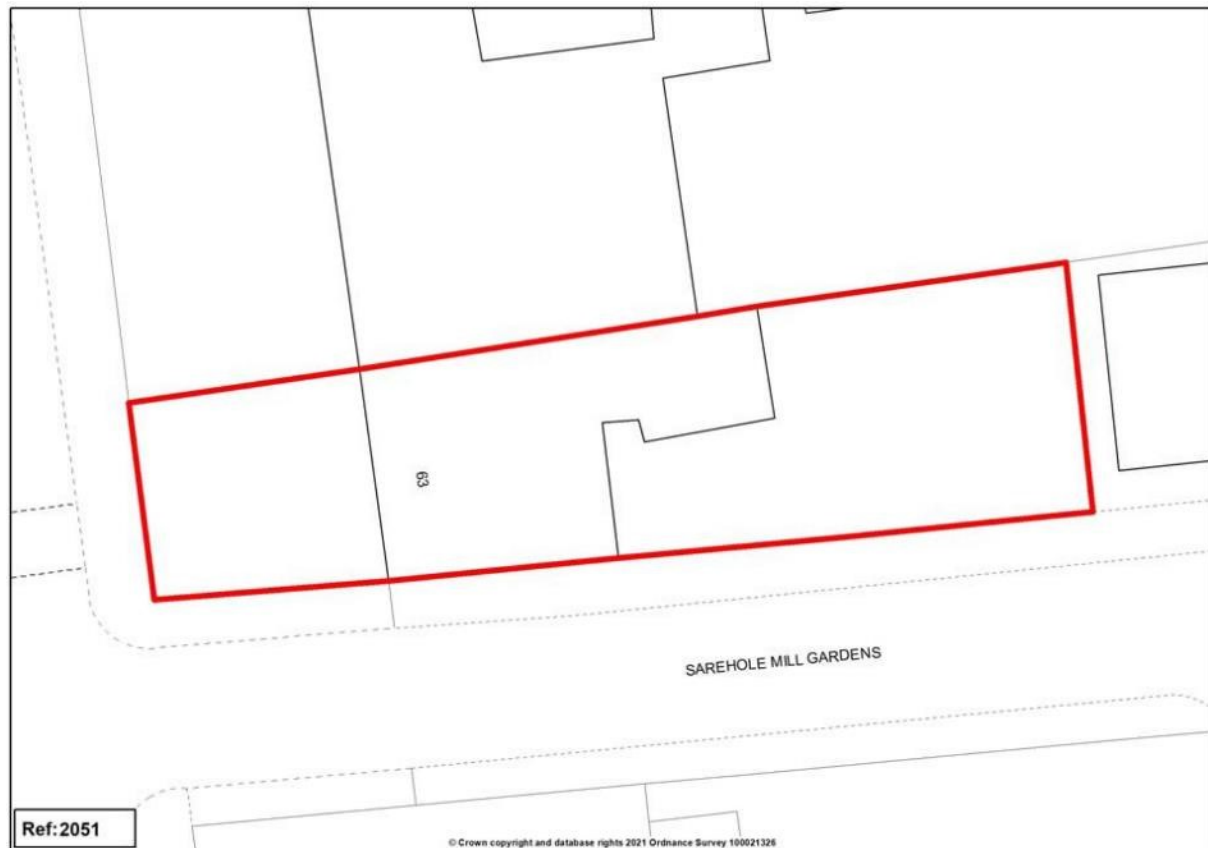 63
SAREHOLE MILL GARDENS
Ref:2051
© Crown copyright and database rights 2021 Ordnance Survey 100021326